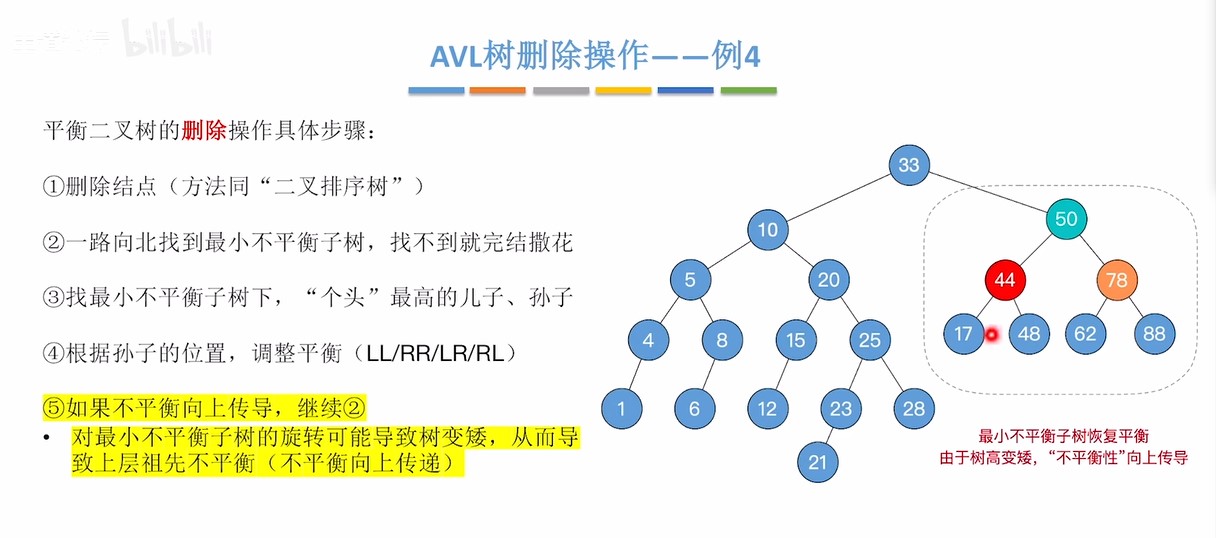 bilibili
AVL树删除操作——例4
平衡二叉树的删除操作具体步骤：
①删除结点（方法同“二叉排序树”）
②一路向北找到最小不平衡子树，找不到就完结撒花
③找最小不平衡子树下，“个头”最高的儿子、孙子
④根据孙子的位置，调整平衡（LL/RR/LR/RL）
⑤如果不平衡向上传导，继续②
• 对最小不平衡子树的旋转可能导致树变矮，从而导
致上层祖先不平衡（不平衡向上传递）
33
10 50
5 20 44 78
4 8 15 25 17 48 62 88
1 6 12 23 28
21
最小不平衡子树恢复平衡
由于树高变矮，“不平衡性”向上传导